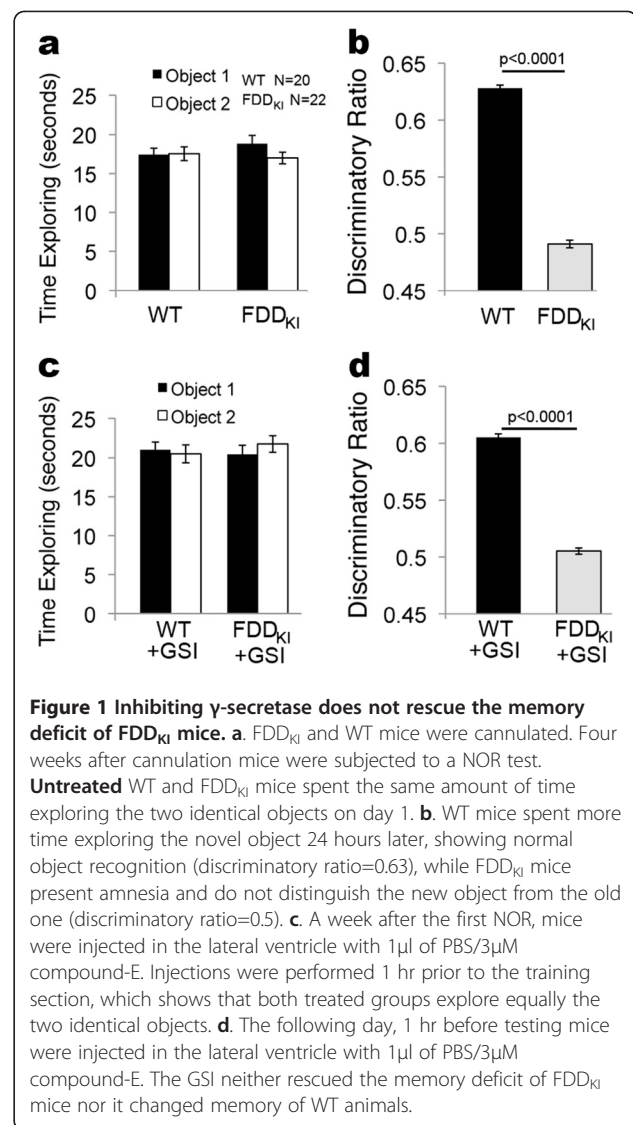 a
b
Object 1
Object 2
WT N=20
FDDKI N=22
Time Exploring (seconds)
25
20
15
10
5
0
WT
FDDKI
p<0.0001
Discriminatory Ratio
0.65
0.6
0.55
0.5
0.45
WT
FDDKI
c
d
Object 1
Object 2
Time Exploring (seconds)
25
20
15
10
5
0
WT
+GSI
FDDKI
+GSI
p<0.0001
Discriminatory Ratio
0.65
0.6
0.55
0.5
0.45
WT
+GSI
FDDKI
+GSI
Figure 1 Inhibiting γ-secretase does not rescue the memory
deficit of FDDKI mice. a. FDDKI and WT mice were cannulated. Four
weeks after cannulation mice were subjected to a NOR test.
Untreated WT and FDDKI mice spent the same amount of time
exploring the two identical objects on day 1. b. WT mice spent more
time exploring the novel object 24 hours later, showing normal
object recognition (discriminatory ratio=0.63), while FDDKI mice
present amnesia and do not distinguish the new object from the old
one (discriminatory ratio=0.5). c. A week after the first NOR, mice
were injected in the lateral ventricle with 1μl of PBS/3μM
compound-E. Injections were performed 1 hr prior to the training
section, which shows that both treated groups explore equally the
two identical objects. d. The following day, 1 hr before testing mice
were injected in the lateral ventricle with 1μl of PBS/3μM
compound-E. The GSI neither rescued the memory deficit of FDDKI
mice nor it changed memory of WT animals.